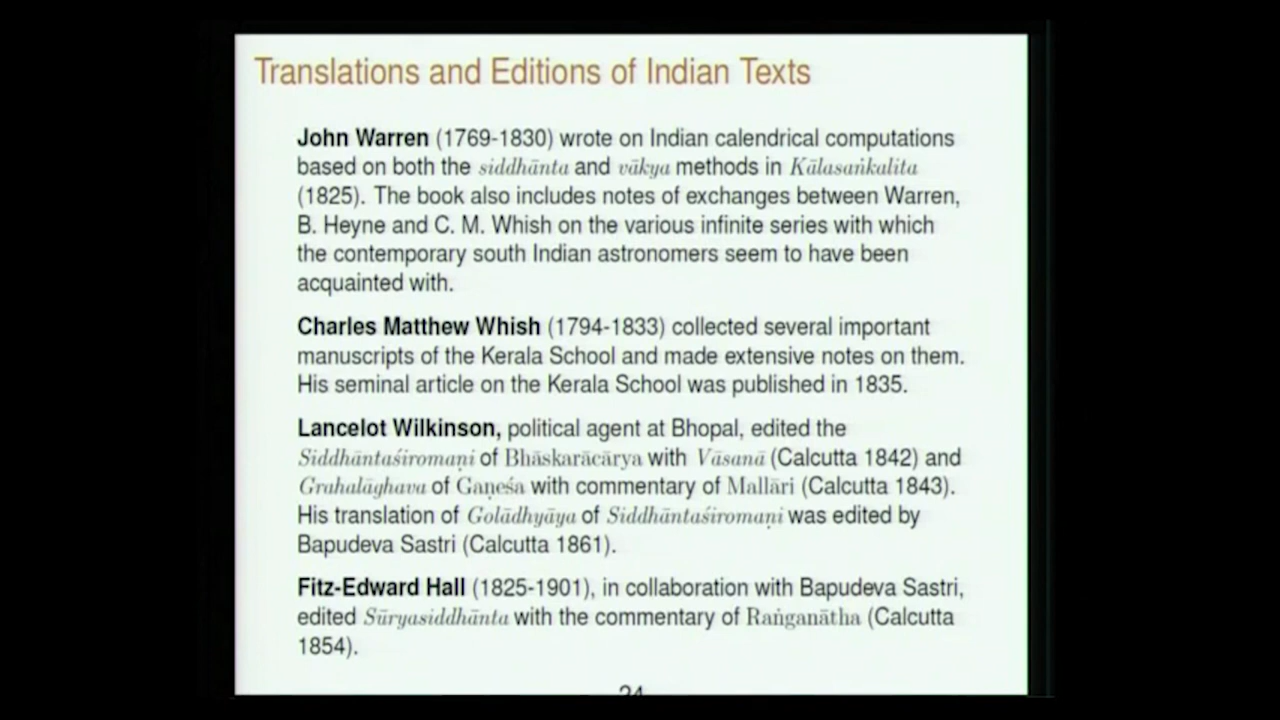 Translations and Editions of Indian Texts
John Warren (1769-1830) wrote on Indian calendrical computations
based on both the siddhānta and vākya methods in Kālasaṅkalita
(1825). The book also includes notes of exchanges between Warren,
B. Heyne and C. M. Whish on the various infinite series with which
the contemporary south Indian astronomers seem to have been
acquainted with.
Charles Matthew Whish (1794-1833) collected several important
manuscripts of the Kerala School and made extensive notes on them.
His seminal article on the Kerala School was published in 1835.
Lancelot Wilkinson, political agent at Bhopal, edited the
Siddhāntaśiromaṇi of Bhāskarācārya with Vāsanā (Calcutta 1842) and
Grahalāghava of Gaṇeśa with commentary of Mallāri (Calcutta 1843).
His translation of Golādhyāya of Siddhāntaśiromaṇi was edited by
Bapudeva Sastri (Calcutta 1861).
Fitz-Edward Hall (1825-1901), in collaboration with Bapudeva Sastri,
edited Sūryasiddhānta with the commentary of Raṅganātha (Calcutta
1854).
24